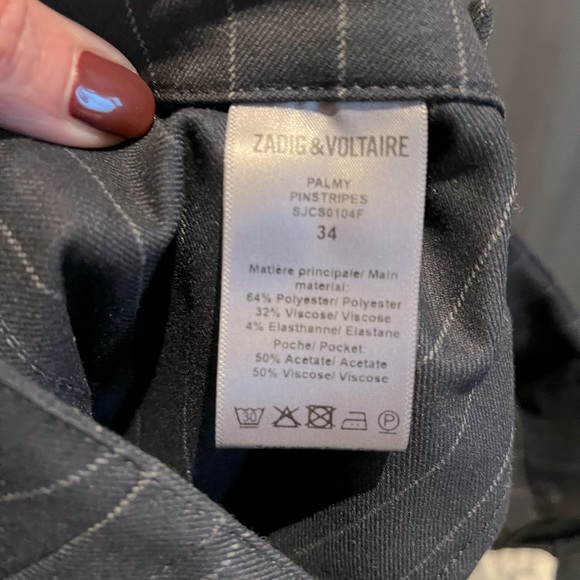 ZADIG&VOLTAIRE
PALMY
PINSTRIPES
SJCS0104F
34
Matière principale/ Main
material:
64% Polyester/ Polyester
32% Viscose/ Viscose
4% Elasthanne/ Elastane
Poche/ Pocket:
50% Acetate/ Acetate
50% Viscose/ Viscose
30 P